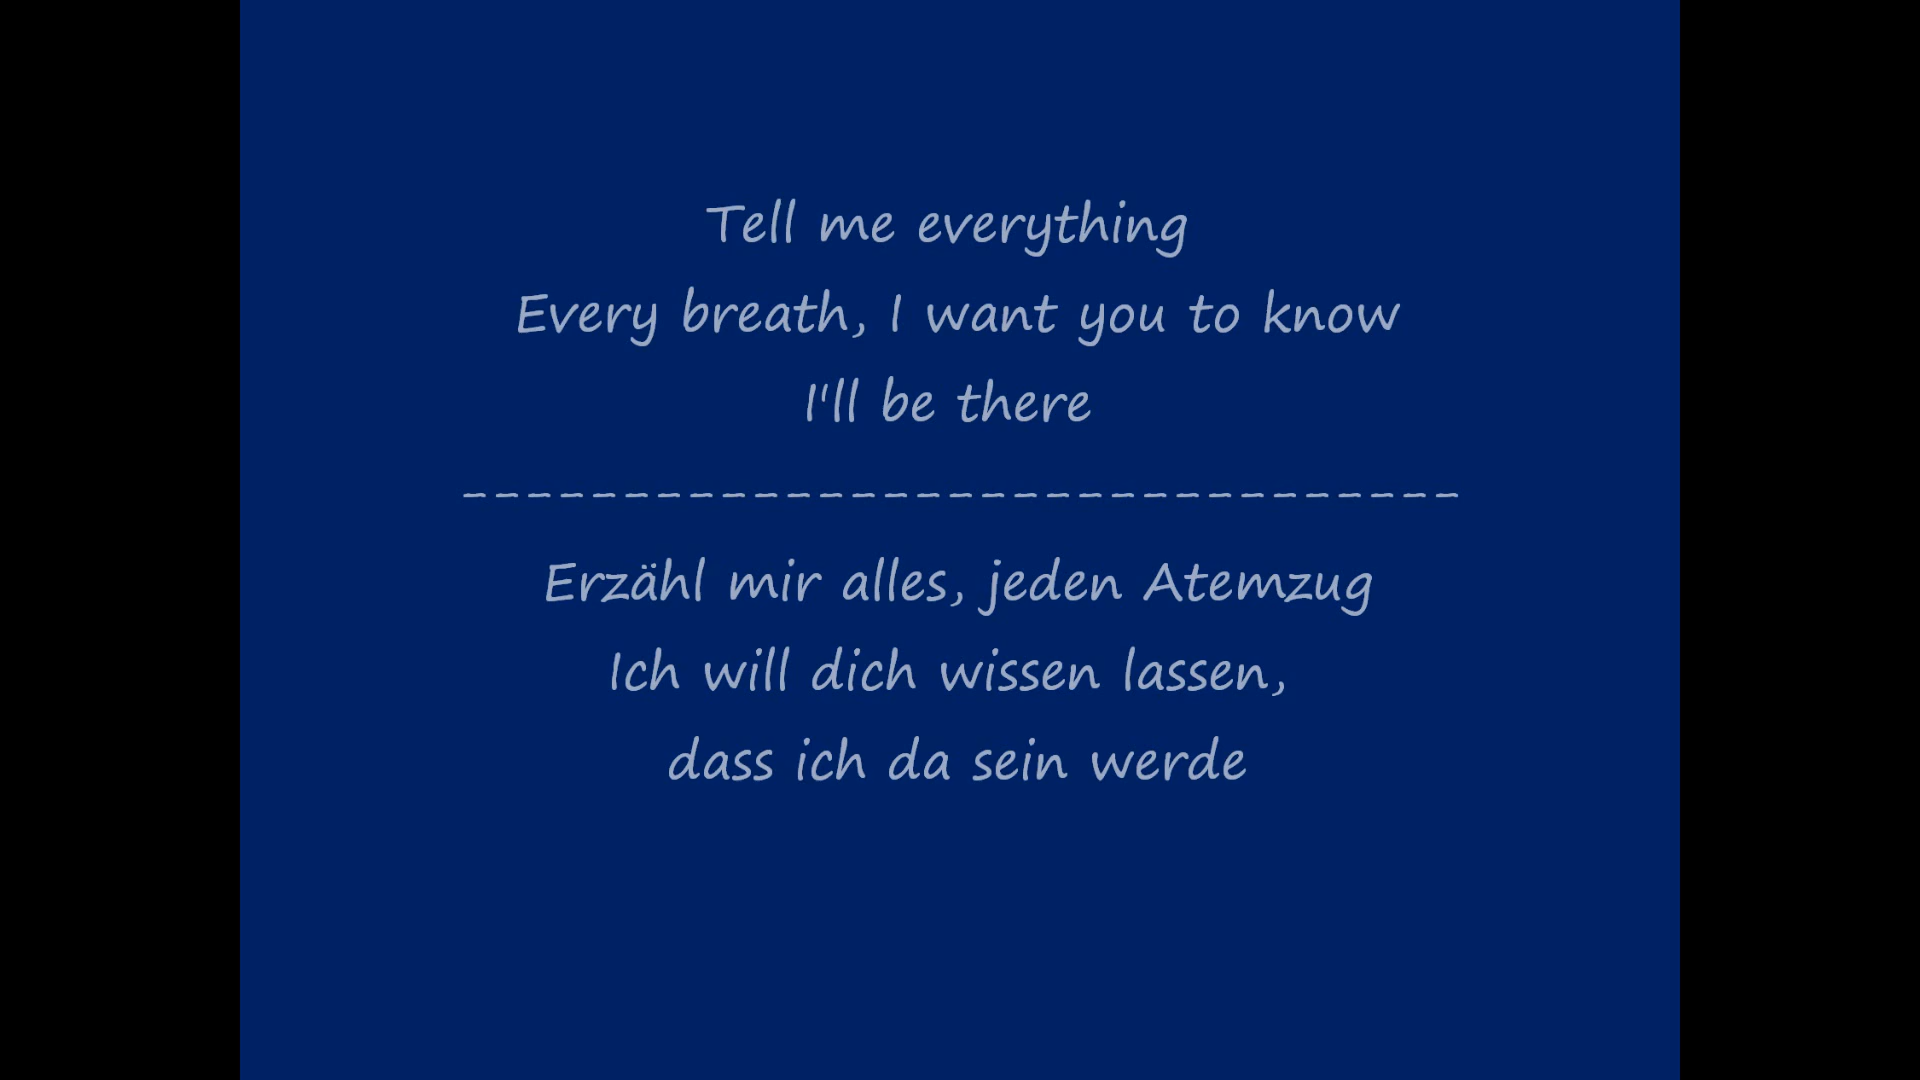 Tell me everything
Every breath, I want you to know
I'll be there
-------------------------------
Erzähl mir alles, jeden Atemzug
Ich will dich wissen lassen,
dass ich da sein werde